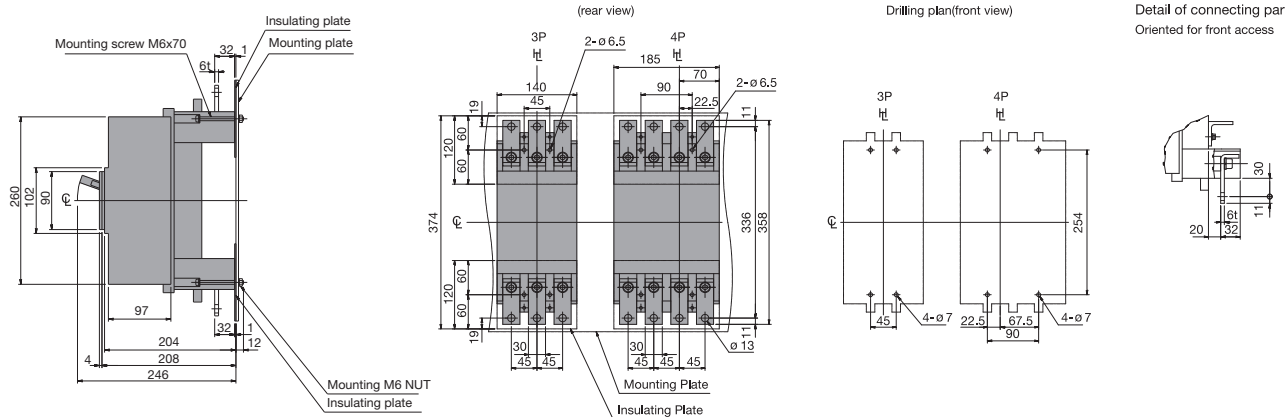 Insulating plate
Mounting plate
Mounting screw M6x70
32 1
6t
260
102
90
℄
97
32 1
204
12
4
208
246
Mounting M6 NUT
Insulating plate
(rear view)
3P
℄
2-ø6.5
4P
℄
185
70
2-ø6.5
140
45
90
22.5
19
60
120
60
11
374
℄
336
358
120
60
60
19
11
30
45 45
30
45 45 45
ø 13
Mounting Plate
Insulating Plate
Drilling plan(front view)
3P
℄
4P
℄
℄
254
45
4-ø7
22.5
67.5
4-ø7
90
Detail of connecting par
Oriented for front access
30
11
6t
20 32